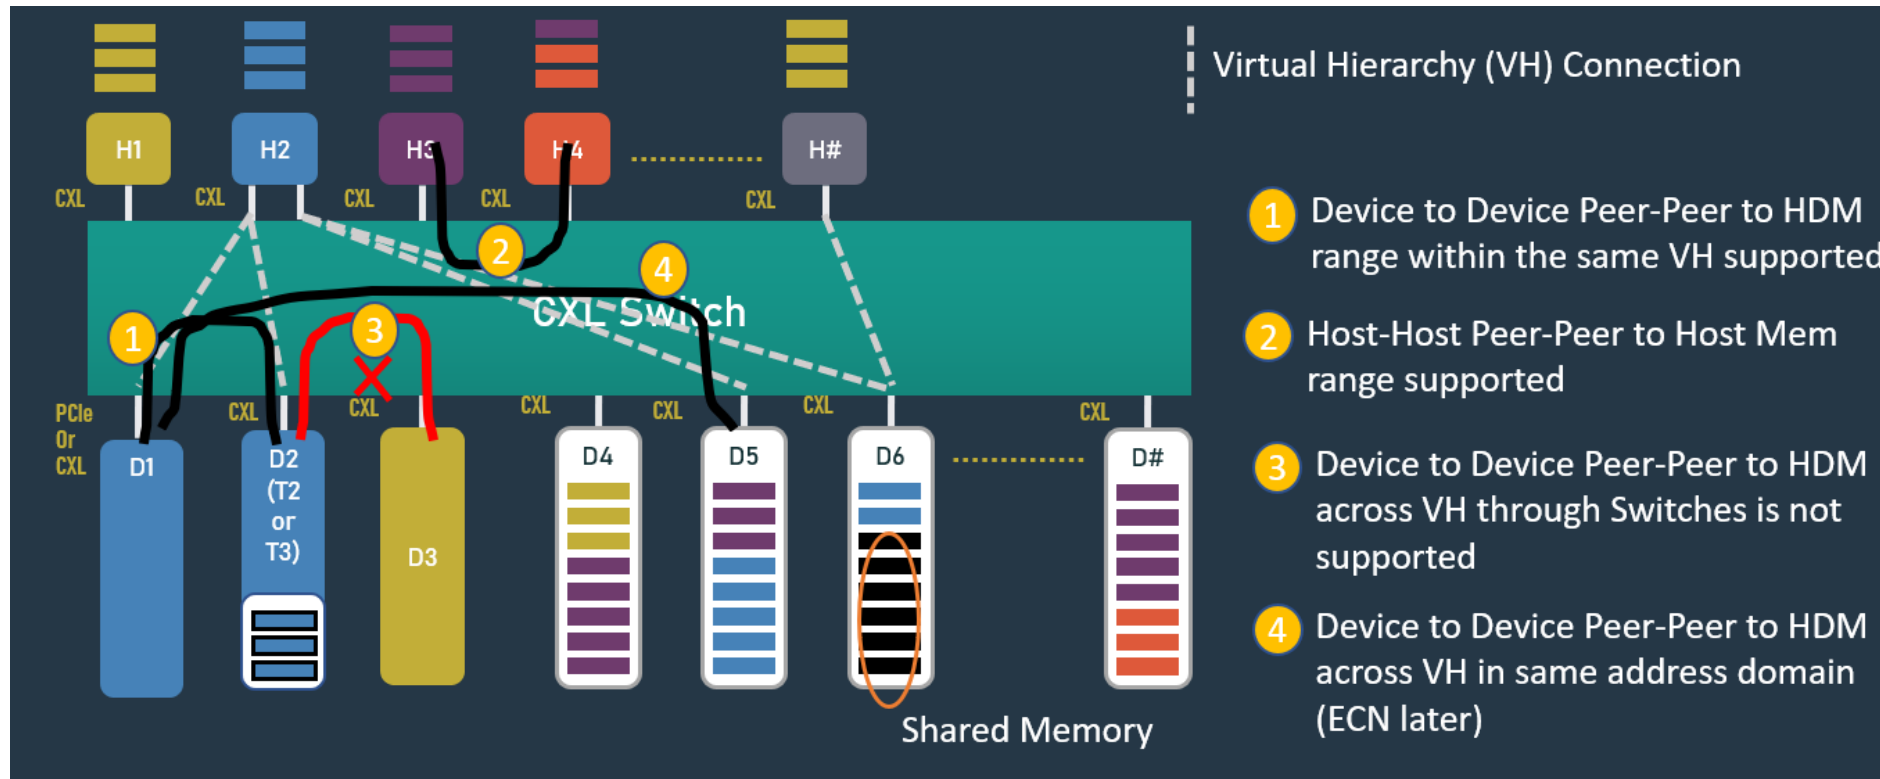 Virtual Hierarchy (VH) Connection
H1
H2
H3
H4
H#
CXL
CXL
CXL
CXL
CXL
1
Device to Device Peer-Peer to HDM
range within the same VH supported
2
4
CXL Switch
1
3
2
Host-Host Peer-Peer to Host Mem
range supported
PCIe
Or
CXL
CXL
CXL
CXL
CXL
CXL
CXL
D1
D2
(T2
or
T3)
D3
D4
D5
D6
D#
3
Device to Device Peer-Peer to HDM
across VH through Switches is not
supported
4
Device to Device Peer-Peer to HDM
across VH in same address domain
(ECN later)
Shared Memory